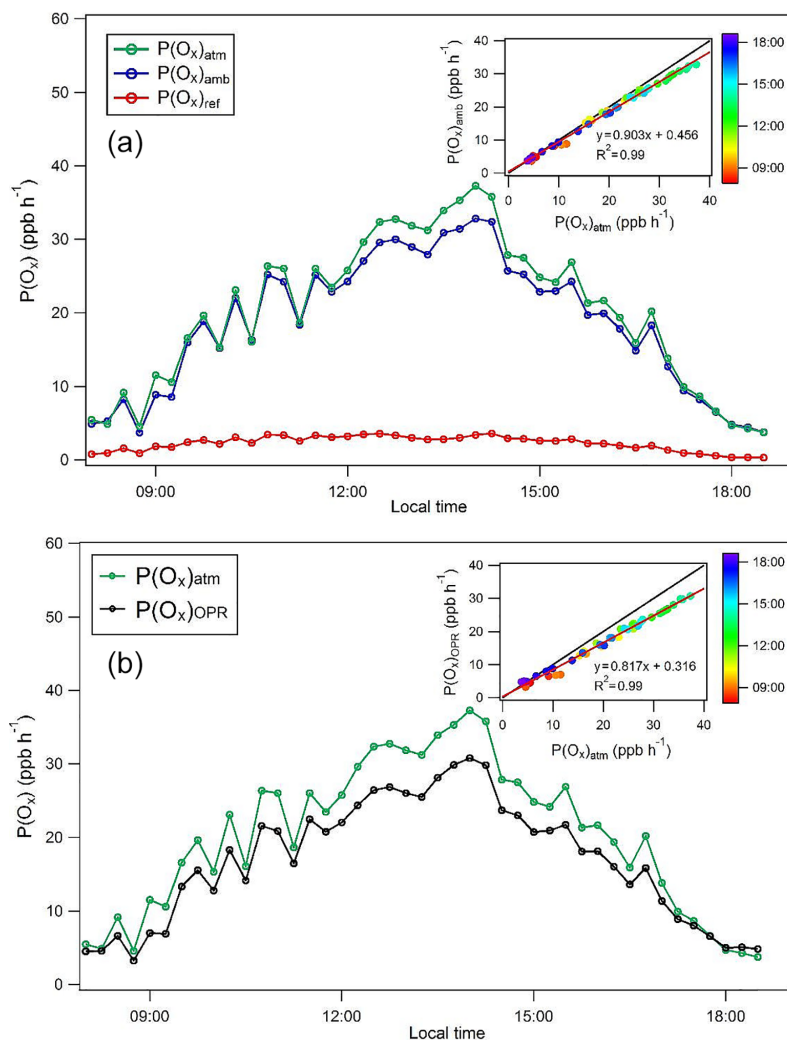 60
50
40
30
20
10
0
P(Oₓ) (ppb h⁻¹)
P(Oₓ)atm
P(Oₓ)amb
P(Oₓ)ref
(a)
09:00 12:00 15:00 18:00
Local time
40
30
20
10
0
P(Oₓ)amb (ppb h⁻¹)
y=0.903x + 0.456
R²=0.99
0 10 20 30 40
P(Oₓ)atm (ppb h⁻¹)
18:00
15:00
12:00
09:00
60
50
40
30
20
10
0
P(Oₓ) (ppb h⁻¹)
P(Oₓ)atm
P(Oₓ)OPR
(b)
09:00 12:00 15:00 18:00
Local time
40
30
20
10
0
P(Oₓ)OPR (ppb h⁻¹)
y=0.817x + 0.316
R²=0.99
0 10 20 30 40
P(Oₓ)atm (ppb h⁻¹)
18:00
15:00
12:00
09:00